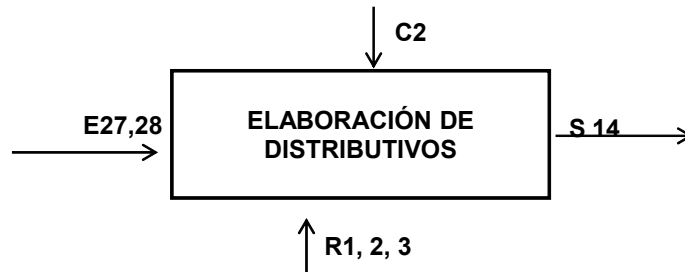 C2
E27,28
ELABORACIÓN DE
DISTRIBUTIVOS
S 14
R1, 2, 3